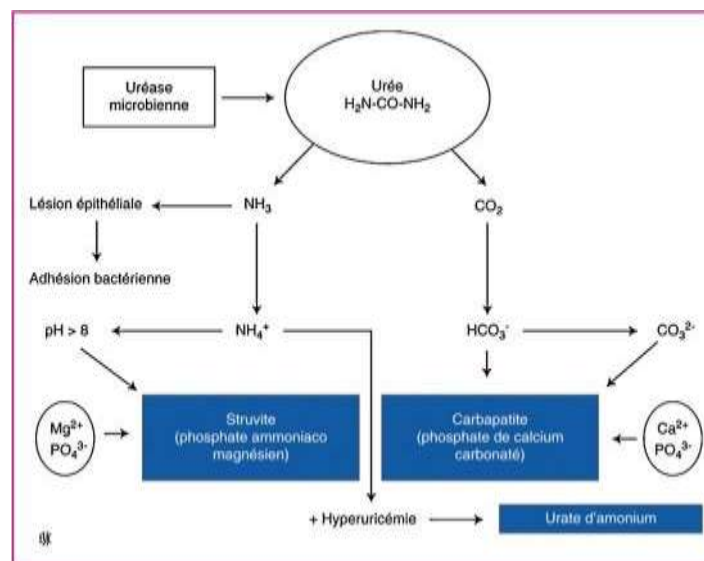 Uréase
microbienne
Urée
H₂N-CO-NH₂
Lésion épithéliale
NH₃
CO₂
Adhésion bactérienne
pH > 8
NH₄⁺
HCO₃⁻
CO₃²⁻
Mg²⁺
PO₄³⁻
Struvite
(phosphate ammoniaco
magnésien)
Carbapatite
(phosphate de calcium
carbonaté)
Ca²⁺
PO₄³⁻
+ Hyperuricémie
Urate d'amonium